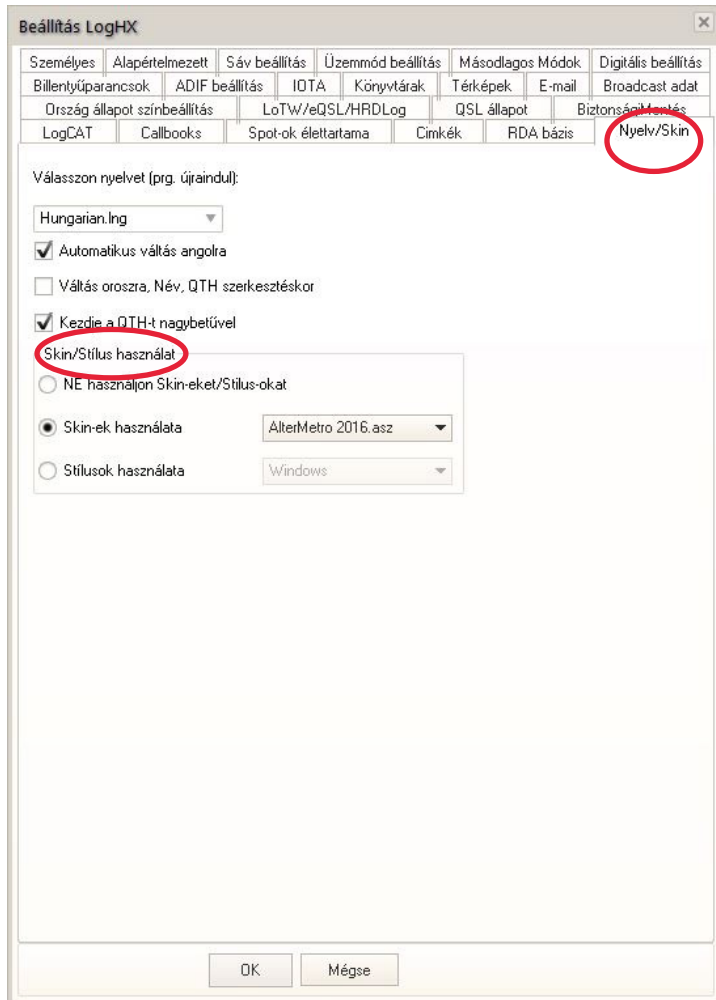 Beállítás LogHX
Személyes Alapértelmezett Sáv beállítás Üzemmód beállítás Másodlagos Módok Digitális beállítás
Billentyűparancsok ADIF beállítás IOTA Könyvtárak Térképek E-mail Broadcast adat
Ország állapot színbeállítás LoTW/eQSL/HRDLog QSL állapot BiztonságiMentés
LogCAT Callbooks Spot-ok élettartama Cimkék RDA bázis Nyelv/Skin
Válasszon nyelvet (prg. újraindul):
Hungarian.lng
Automatikus váltás angolra
Váltás oroszra, Név, QTH szerkesztéskor
Kezdje a QTH-t nagybetűvel
Skin/Stílus használat
NE használjon Skin-eket/Stilus-okat
Skin-ek használata AlterMetro 2016.asz
Stílusok használata Windows
OK Mégse